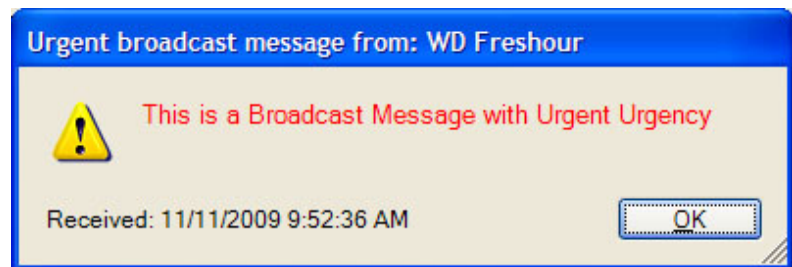 Urgent broadcast message from: WD Freshour
This is a Broadcast Message with Urgent Urgency
Received: 11/11/2009 9:52:36 AM
OK